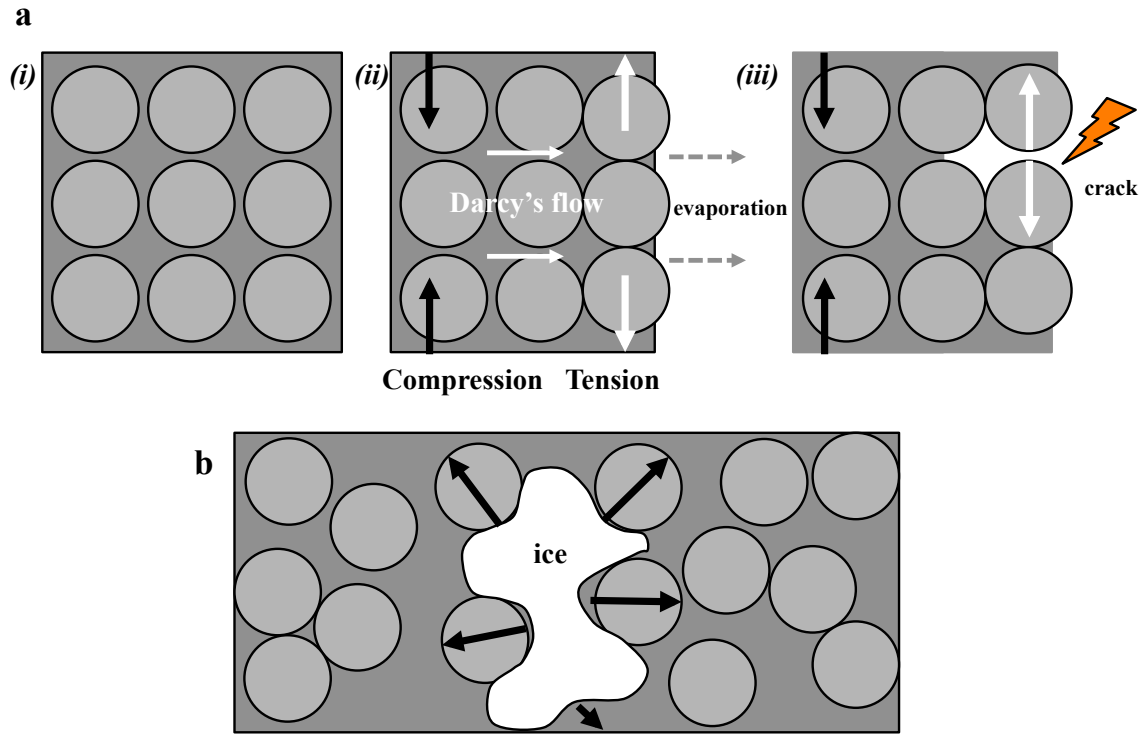 a
(i)
(ii)
(iii)
Darcy's flow
evaporation
crack
Compression
Tension
b
ice